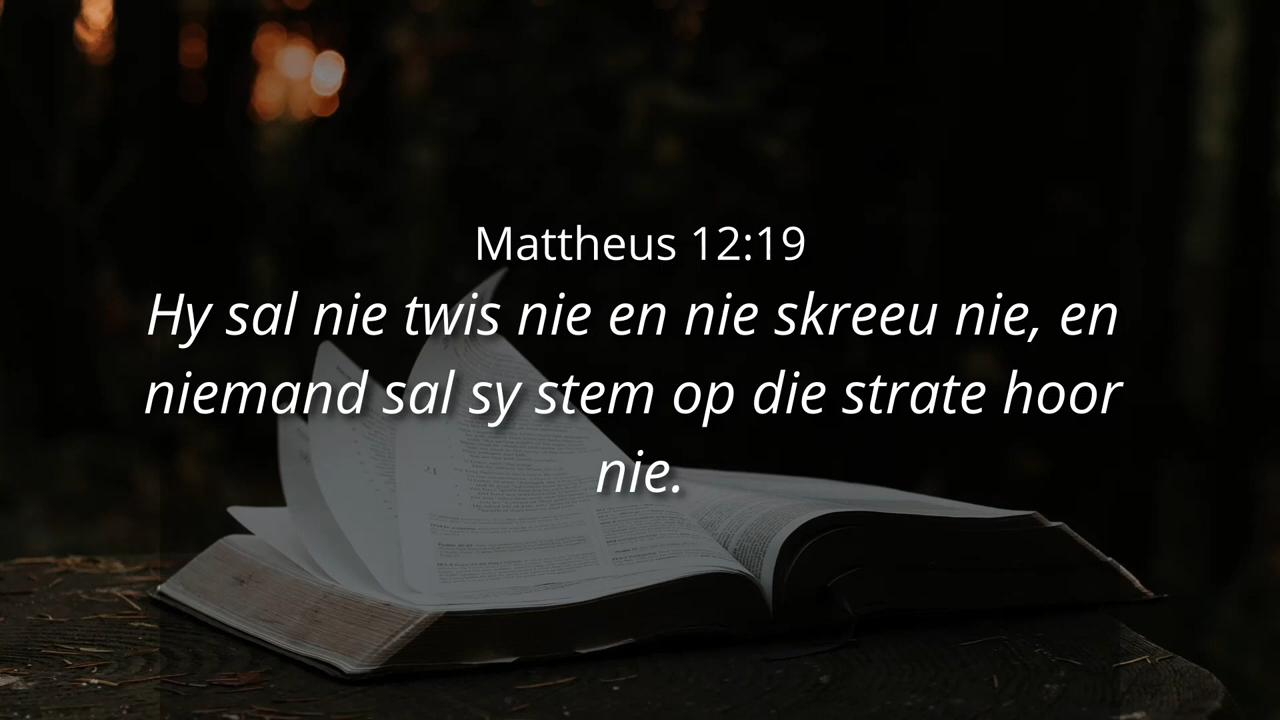 Mattheus 12:19
Hy sal nie twis nie en nie skreeu nie, en
niemand sal sy stem op die strate hoor
nie.